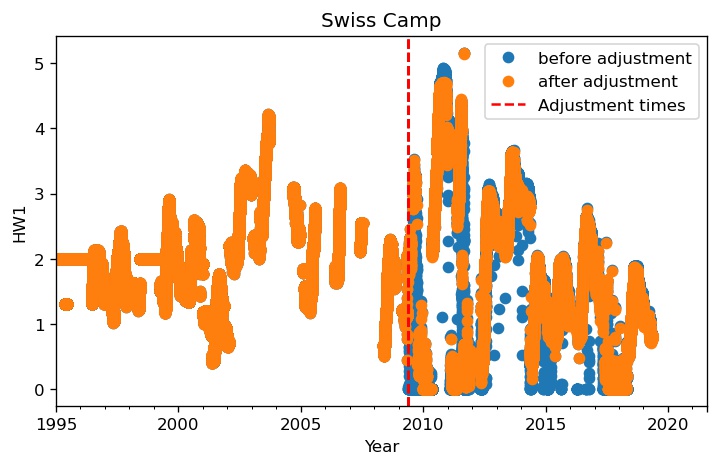 Swiss Camp
before adjustment
after adjustment
Adjustment times
HW1
5
4
3
2
1
0
1995
2000
2005
2010
2015
2020
Year